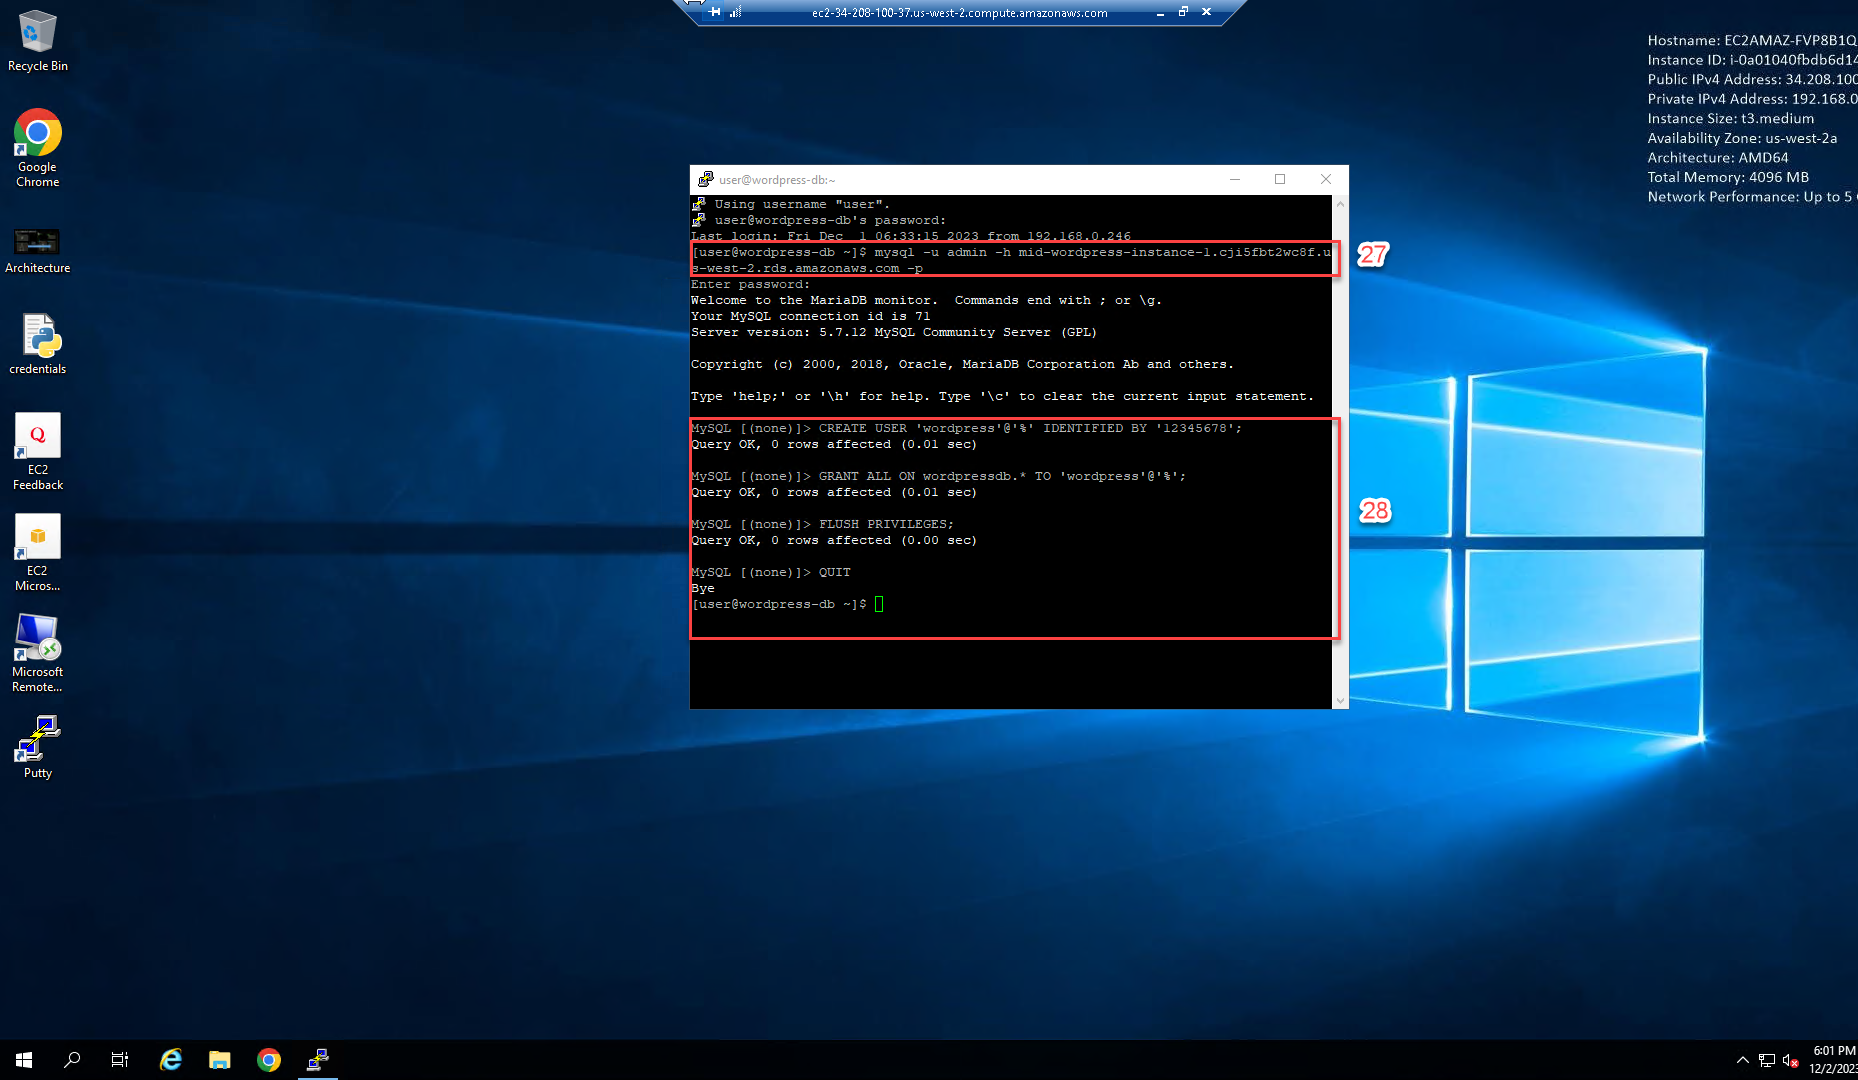 ec2-34-208-100-37.us-west-2.compute.amazonaws.com
Hostname: EC2AMAZ-FVP8B1Q
Instance ID: i-0a01040fbdb6d14
Public IPv4 Address: 34.208.100
Private IPv4 Address: 192.168.0
Instance Size: t3.medium
Availability Zone: us-west-2a
Architecture: AMD64
Total Memory: 4096 MB
Network Performance: Up to 5
Recycle Bin
Google
Chrome
Architecture
credentials
Q
EC2
Feedback
EC2
Micros...
Microsoft
Remote...
Putty
user@wordpress-db:~
Using username "user".
user@wordpress-db's password:
Last login: Fri Dec  1 06:33:15 2023 from 192.168.0.246
[user@wordpress-db ~]$ mysql -u admin -h mid-wordpress-instance-1.cji5fbt2wc8f.u
s-west-2.rds.amazonaws.com -p
27
Enter password:
Welcome to the MariaDB monitor.  Commands end with ; or \g.
Your MySQL connection id is 71
Server version: 5.7.12 MySQL Community Server (GPL)
Copyright (c) 2000, 2018, Oracle, MariaDB Corporation Ab and others.
Type 'help;' or '\h' for help. Type '\c' to clear the current input statement.
MySQL [(none)]> CREATE USER 'wordpress'@'%' IDENTIFIED BY '12345678';
Query OK, 0 rows affected (0.01 sec)
MySQL [(none)]> GRANT ALL ON wordpressdb.* TO 'wordpress'@'%';
Query OK, 0 rows affected (0.01 sec)
28
MySQL [(none)]> FLUSH PRIVILEGES;
Query OK, 0 rows affected (0.00 sec)
MySQL [(none)]> QUIT
Bye
[user@wordpress-db ~]$
6:01 PM
12/2/2023